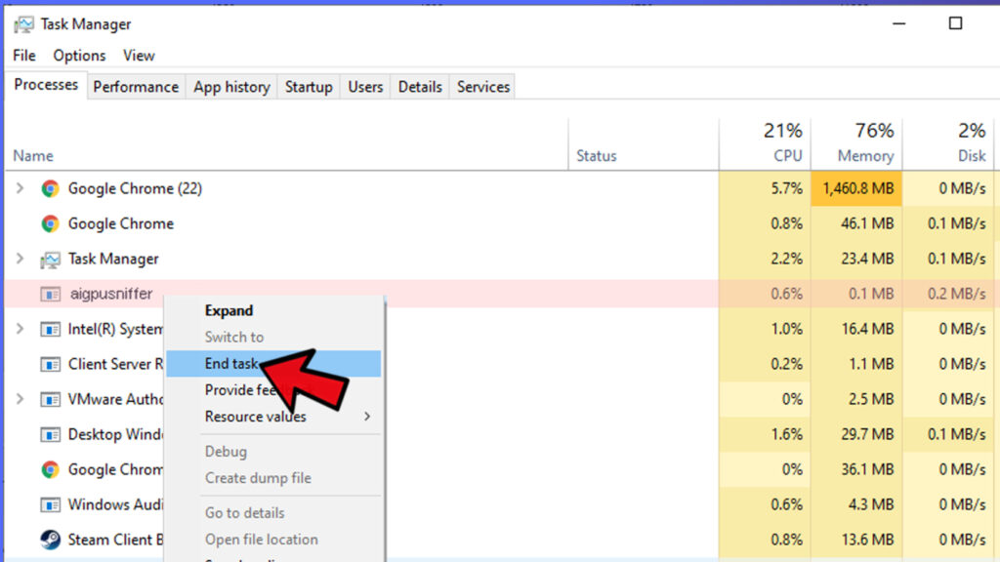 Task Manager
File Options View
Processes Performance App history Startup Users Details Services
21% 76% 2%
Name Status CPU Memory Disk
Google Chrome (22) 5.7% 1,460.8 MB 0 MB/s
Google Chrome 0.8% 46.1 MB 0.1 MB/s
Task Manager 2.2% 23.4 MB 0.1 MB/s
aigpusniffer 0.6% 0.1 MB 0.2 MB/s
Expand
Intel(R) System 1.0% 16.4 MB 0 MB/s
Switch to
Client Server R 0.2% 1.1 MB 0 MB/s
End task
Provide
VMware Autho 0% 2.5 MB 0 MB/s
Resource values
Desktop Wind 1.6% 29.7 MB 0.1 MB/s
Debug
Google Chrom 0% 36.1 MB 0 MB/s
Create dump file
Windows Audi 0.6% 4.3 MB 0 MB/s
Go to details
Steam Client B 0.8% 13.6 MB 0 MB/s
Open file location